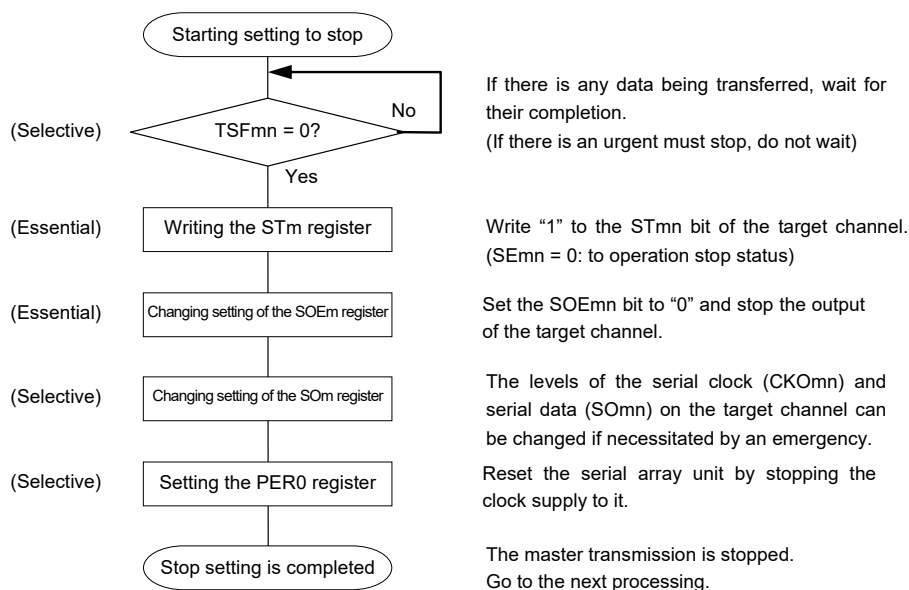 Starting setting to stop
No
If there is any data being transferred, wait for
their completion.
(If there is an urgent must stop, do not wait)
(Selective)
TSFmn = 0?
Yes
(Essential)
Writing the STm register
Write “1” to the STmn bit of the target channel.
(SEmn = 0: to operation stop status)
(Essential)
Changing setting of the SOEm register
Set the SOEmn bit to “0” and stop the output
of the target channel.
(Selective)
Changing setting of the SOm register
The levels of the serial clock (CKOmn) and
serial data (SOmn) on the target channel can
be changed if necessitated by an emergency.
(Selective)
Setting the PER0 register
Reset the serial array unit by stopping the
clock supply to it.
Stop setting is completed
The master transmission is stopped.
Go to the next processing.